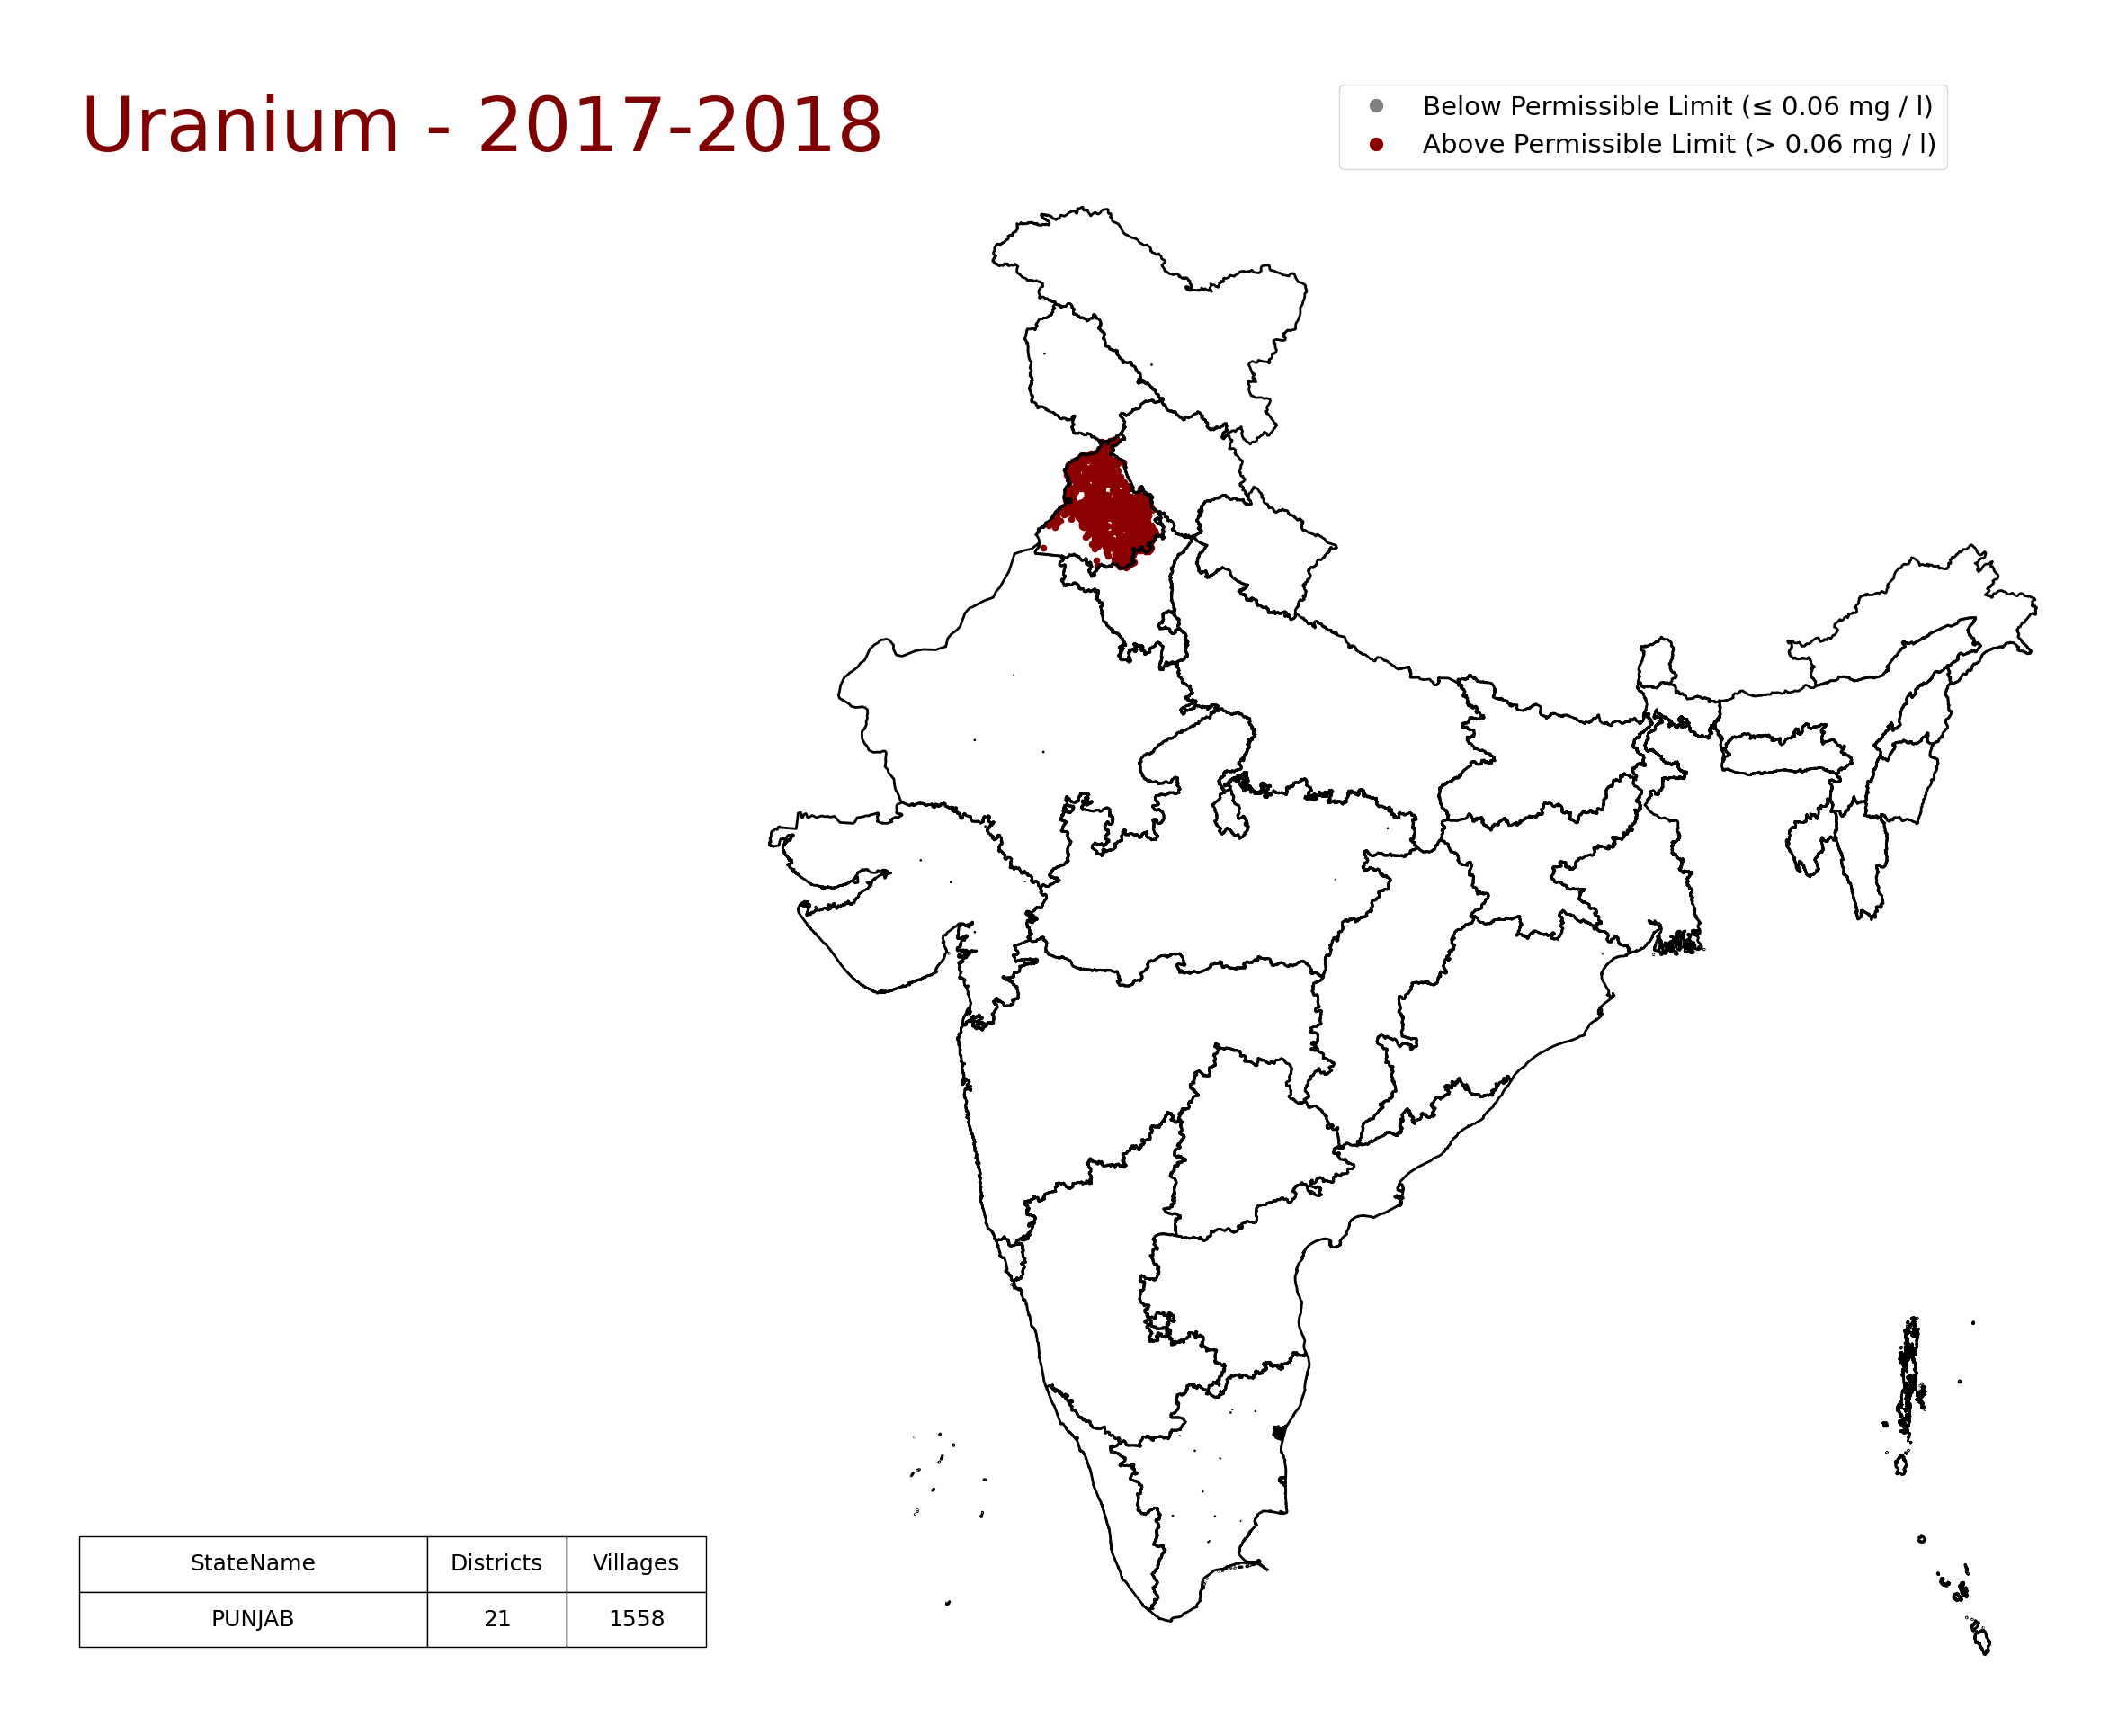 Uranium - 2017-2018
Below Permissible Limit (≤ 0.06 mg / l)
Above Permissible Limit (> 0.06 mg / l)
StateName Districts Villages
PUNJAB 21 1558